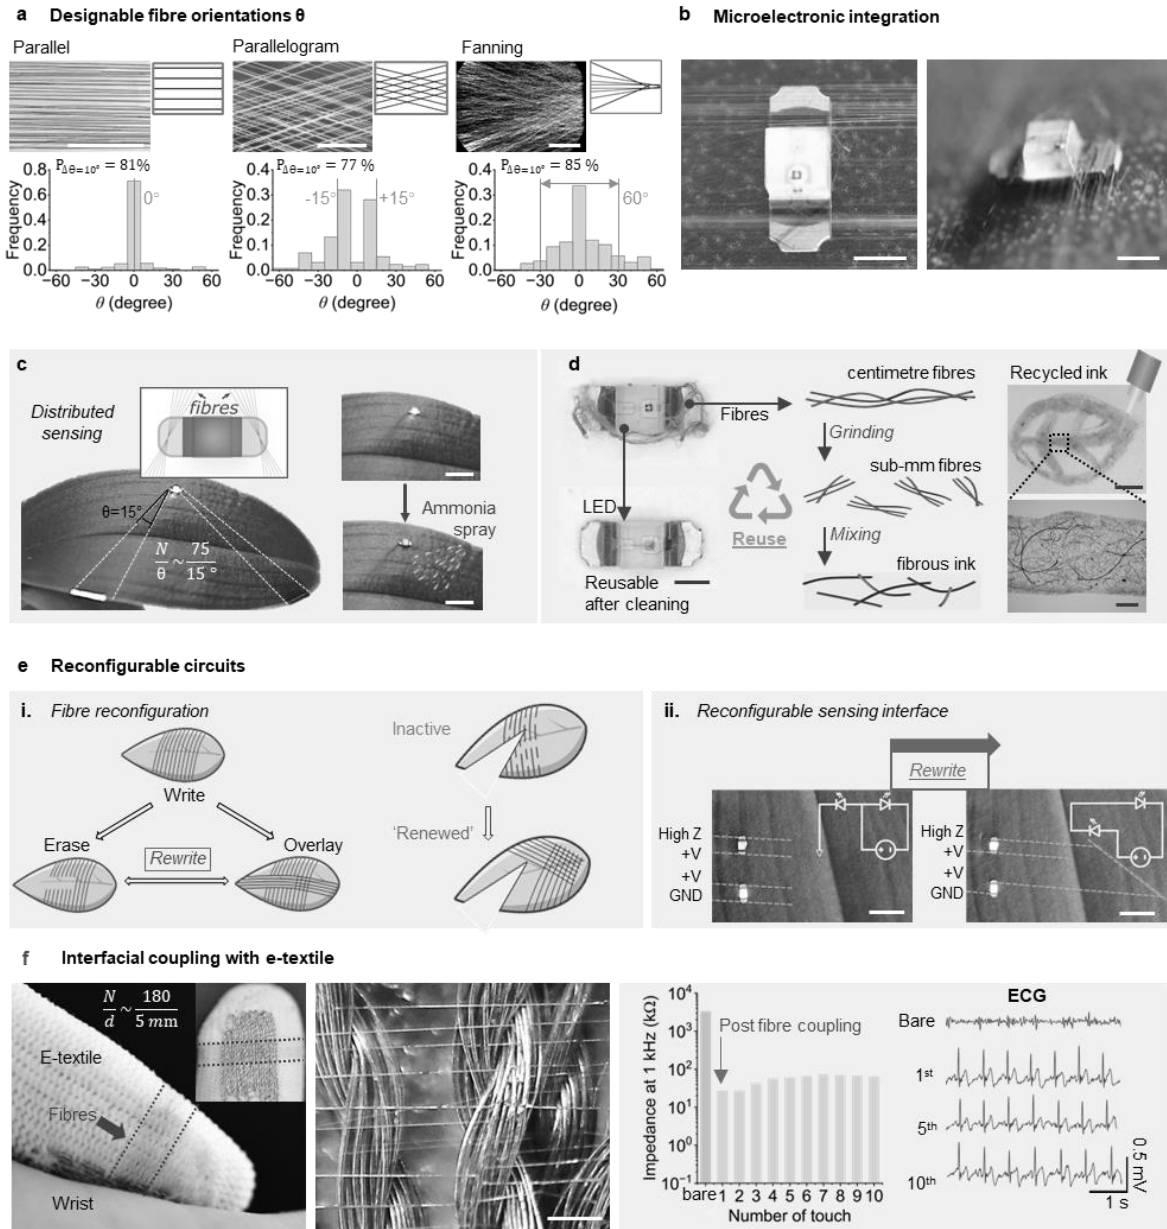 a Designable fibre orientations θ
Parallel
Parallelogram
Fanning
P_{Δθ=10°} = 81%
Frequency
0.8
0.6
0.4
0.2
0.0
0°
−60 −30 0 30 60
θ (degree)
P_{Δθ=10°} = 77 %
0.4
0.3
0.2
0.1
0.0
-15°
+15°
−60 −30 0 30 60
θ (degree)
P_{Δθ=10°} = 85 %
Frequency
0.4
0.3
0.2
0.1
0.0
60°
−60 −30 0 30 60
θ (degree)
b Microelectronic integration
c
Distributed
sensing
fibres
θ=15°
N/θ ~ 75/15 °
Ammonia
spray
d
Fibres
LED
Reusable
after cleaning
Reuse
centimetre fibres
Grinding
sub-mm fibres
Mixing
fibrous ink
Recycled ink
e Reconfigurable circuits
i. Fibre reconfiguration
Write
Erase
Rewrite
Overlay
Inactive
‘Renewed’
ii. Reconfigurable sensing interface
Rewrite
High Z
+V
+V
GND
High Z
+V
+V
GND
f Interfacial coupling with e-textile
N/d ~ 180/5 mm
E-textile
Fibres
Wrist
Impedance at 1 kHz (kΩ)
10⁴
10³
10²
10¹
10⁰
10⁻¹
Post fibre coupling
bare 1 2 3 4 5 6 7 8 9 10
Number of touch
ECG
Bare
1st
5th
10th
0.5 mV
1 s